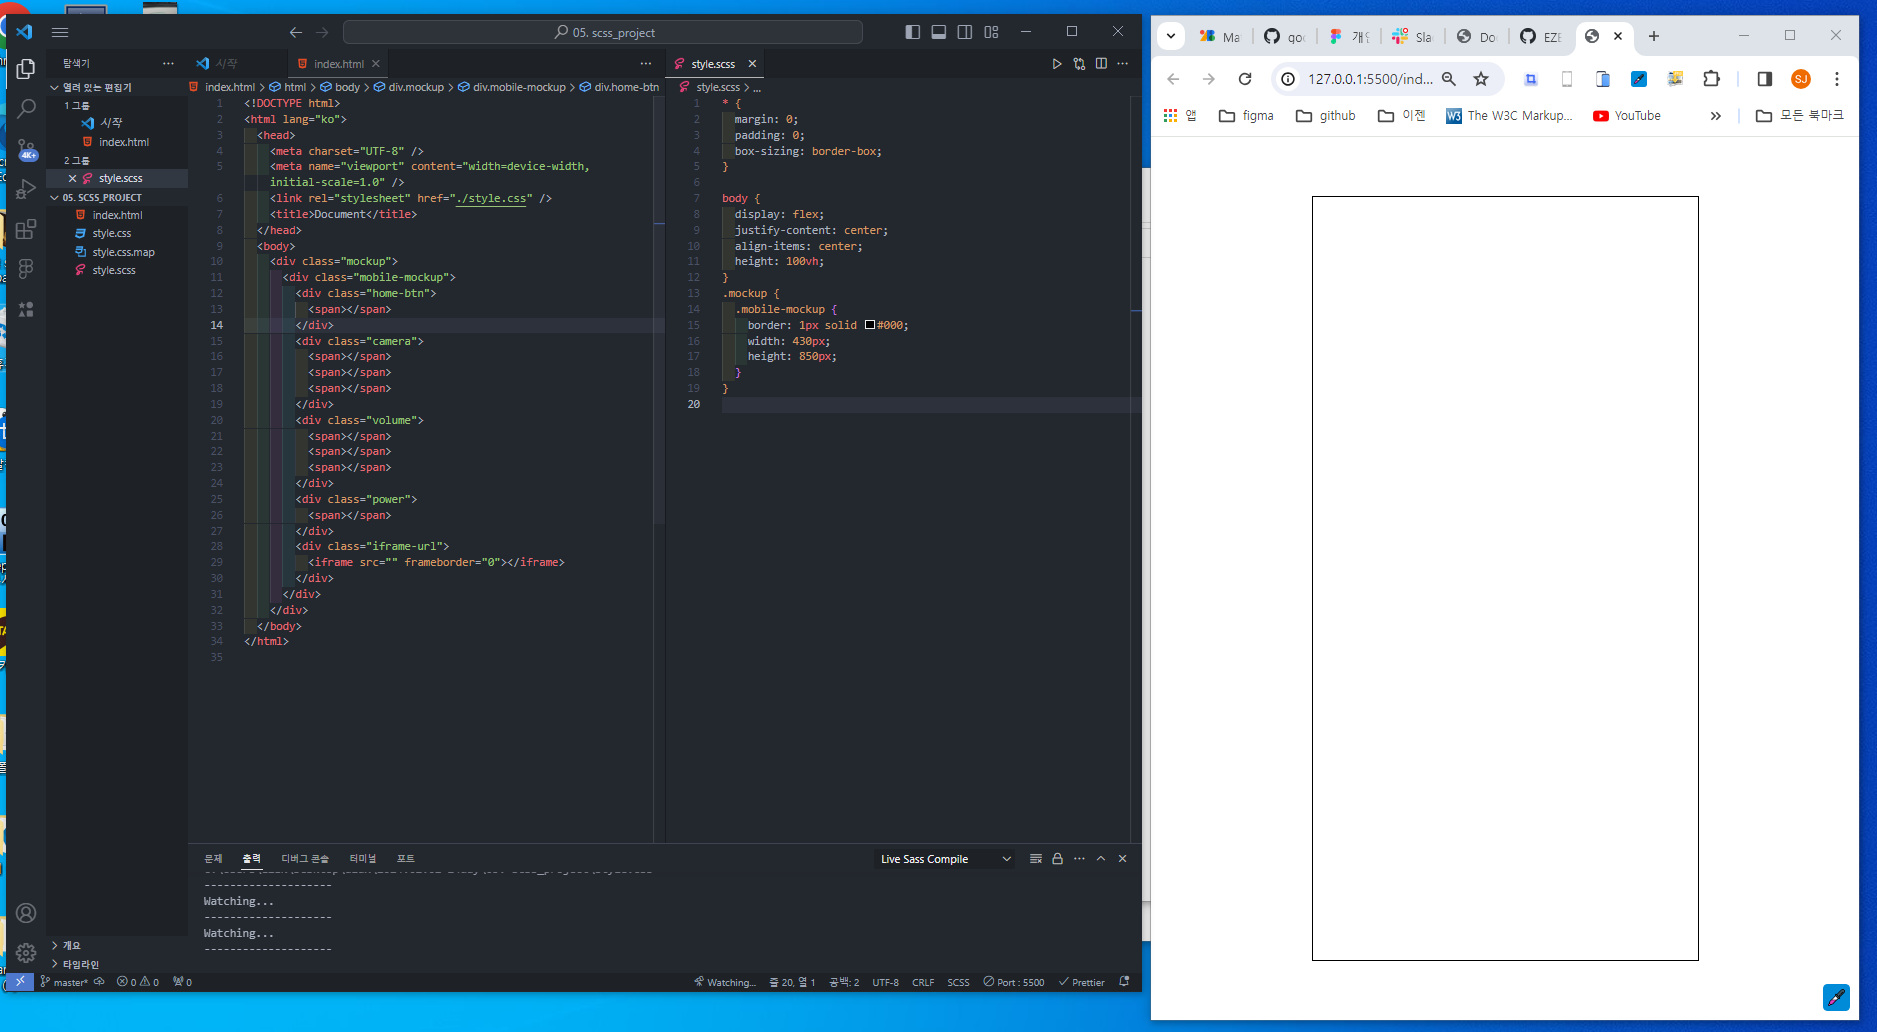 05. scss_project
탐색기
열려 있는 편집기
1 그룹
시작
index.html
2 그룹
style.scss
05. SCSS_PROJECT
index.html
style.css
style.css.map
style.scss
개요
타임라인
시작
index.html
index.html > html > body > div.mockup > div.mobile-mockup > div.home-btn
1 <!DOCTYPE html>
2 <html lang="ko">
3 <head>
4 <meta charset="UTF-8" />
5 <meta name="viewport" content="width=device-width,
initial-scale=1.0" />
6 <link rel="stylesheet" href="./style.css" />
7 <title>Document</title>
8 </head>
9 <body>
10 <div class="mockup">
11 <div class="mobile-mockup">
12 <div class="home-btn">
13 <span></span>
14 </div>
15 <div class="camera">
16 <span></span>
17 <span></span>
18 <span></span>
19 </div>
20 <div class="volume">
21 <span></span>
22 <span></span>
23 <span></span>
24 </div>
25 <div class="power">
26 <span></span>
27 </div>
28 <div class="iframe-url">
29 <iframe src="" frameborder="0"></iframe>
30 </div>
31 </div>
32 </div>
33 </body>
34 </html>
35
style.scss
style.scss > ...
1 * {
2 margin: 0;
3 padding: 0;
4 box-sizing: border-box;
5 }
6
7 body {
8 display: flex;
9 justify-content: center;
10 align-items: center;
11 height: 100vh;
12 }
13 .mockup {
14 .mobile-mockup {
15 border: 1px solid #000;
16 width: 430px;
17 height: 850px;
18 }
19 }
20
문제 출력 디버그 콘솔 터미널 포트
Live Sass Compile
--------------------
Watching...
--------------------
Watching...
--------------------
4K+
master* 0 0 0
Watching... 줄 20, 열 1 공백: 2 UTF-8 CRLF SCSS Port : 5500 Prettier
Ma qo 개인 Sla Do EZE
127.0.0.1:5500/ind...
SJ
앱 figma github 이젠 The W3C Markup... YouTube 모든 북마크